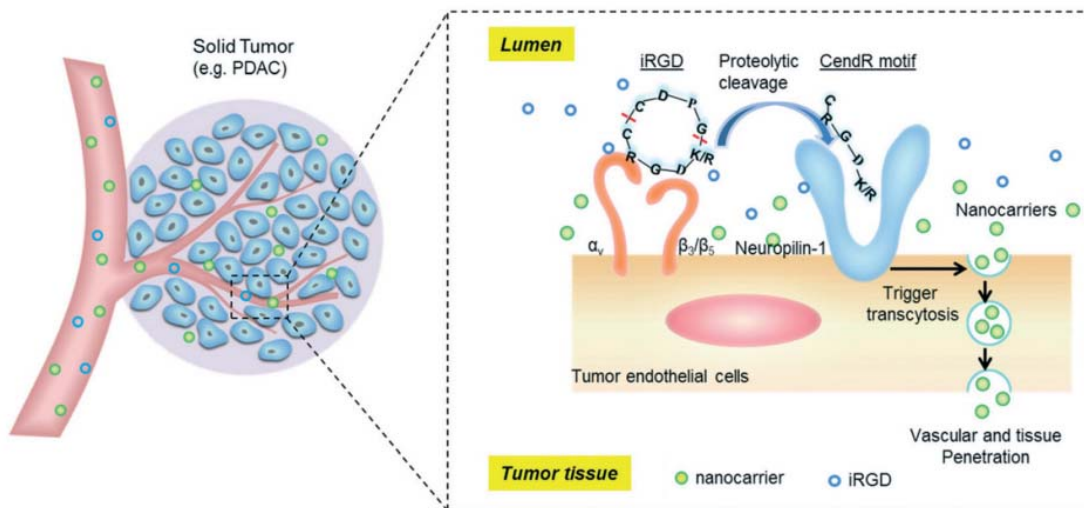 Solid Tumor
(e.g. PDAC)
Lumen
iRGD
Proteolytic
cleavage
CendR motif
C D P G K/R D G R C
C R G D K/R
Nanocarriers
αv
β3/β5
Neuropilin-1
Trigger
transcytosis
Tumor endothelial cells
Vascular and tissue
Penetration
Tumor tissue
nanocarrier
iRGD